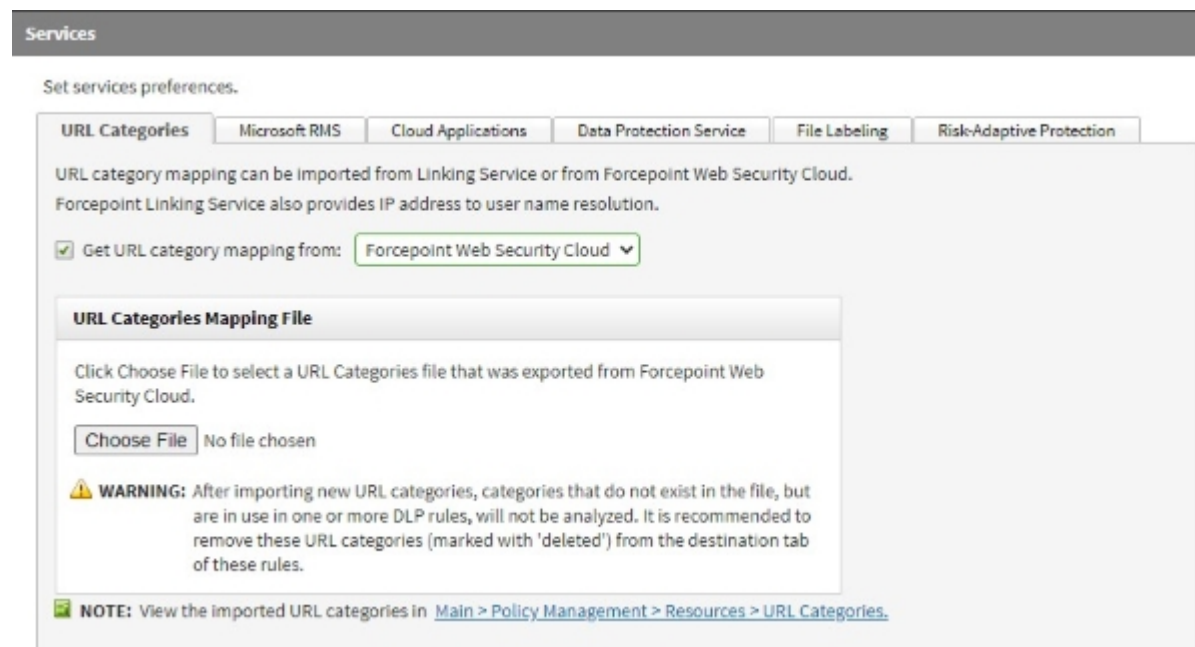 Services
Set services preferences.
URL Categories Microsoft RMS Cloud Applications Data Protection Service File Labeling Risk-Adaptive Protection
URL category mapping can be imported from Linking Service or from Forcepoint Web Security Cloud.
Forcepoint Linking Service also provides IP address to user name resolution.
Get URL category mapping from: Forcepoint Web Security Cloud
URL Categories Mapping File
Click Choose File to select a URL Categories file that was exported from Forcepoint Web
Security Cloud.
Choose File No file chosen
WARNING: After importing new URL categories, categories that do not exist in the file, but
are in use in one or more DLP rules, will not be analyzed. It is recommended to
remove these URL categories (marked with 'deleted') from the destination tab
of these rules.
NOTE: View the imported URL categories in Main > Policy Management > Resources > URL Categories.